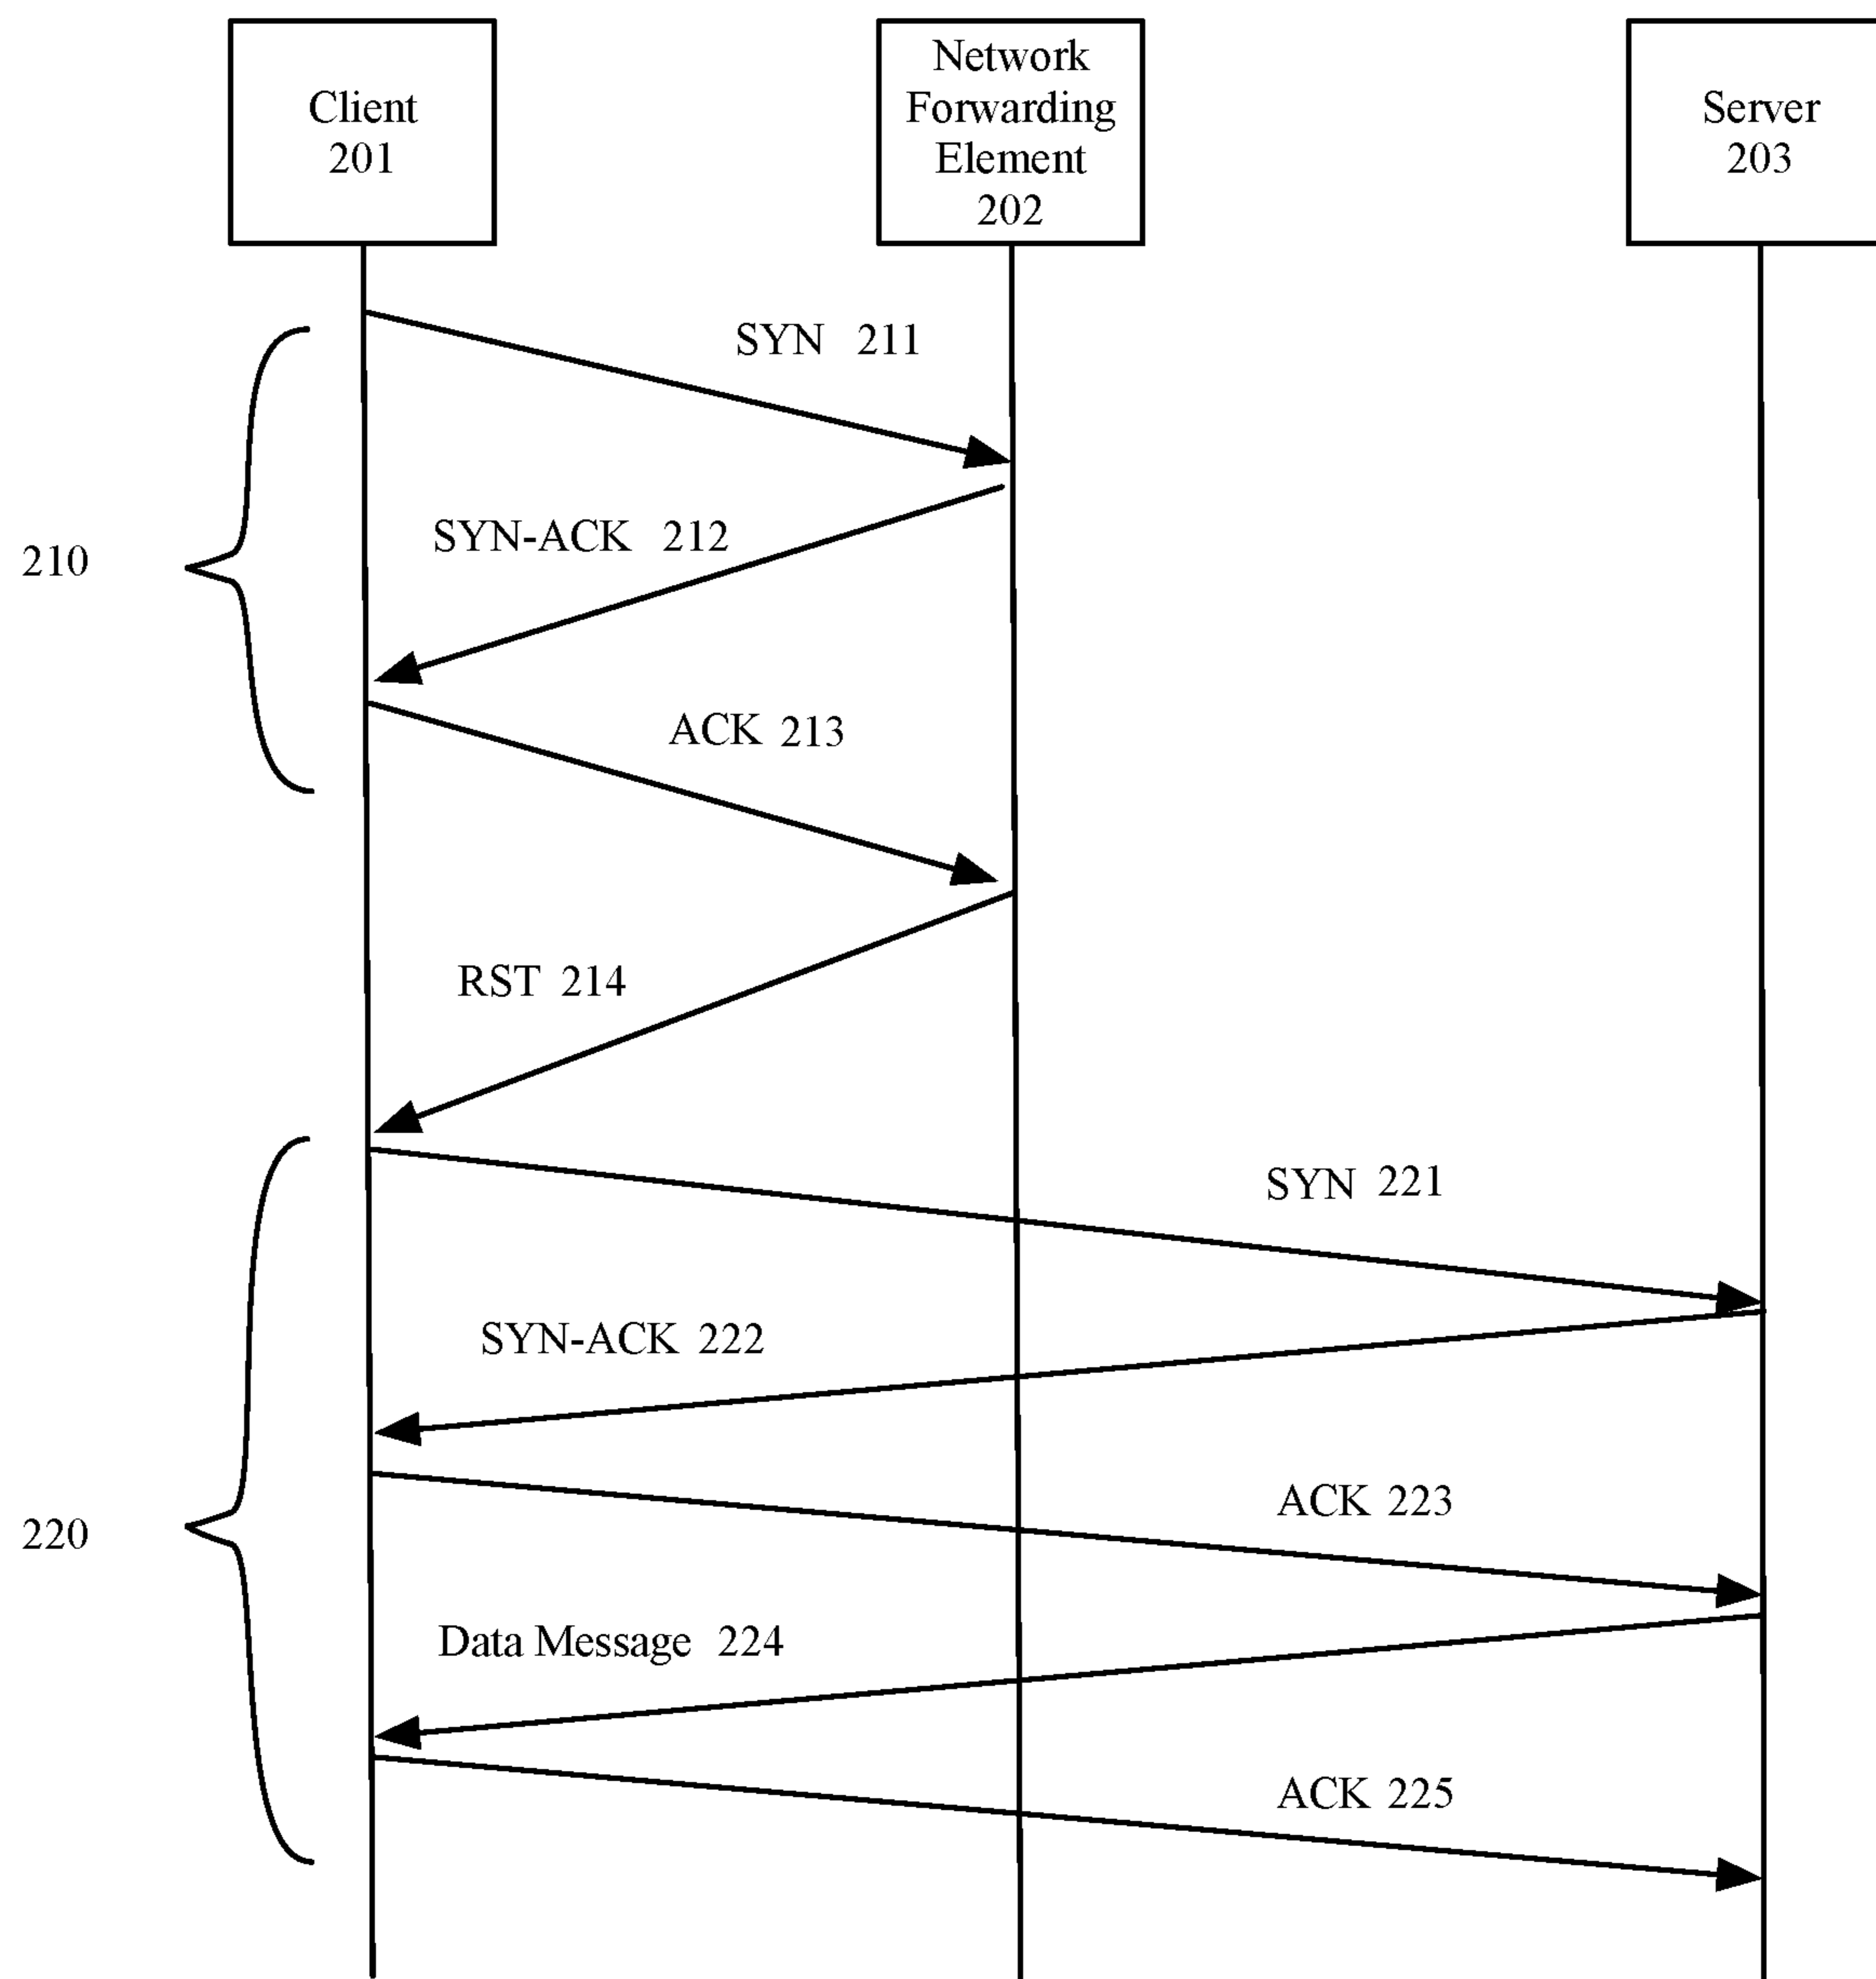 Client
201
Network
Forwarding
Element
202
Server
203
SYN 211
SYN-ACK 212
210
ACK 213
RST 214
SYN 221
SYN-ACK 222
ACK 223
220
Data Message 224
ACK 225